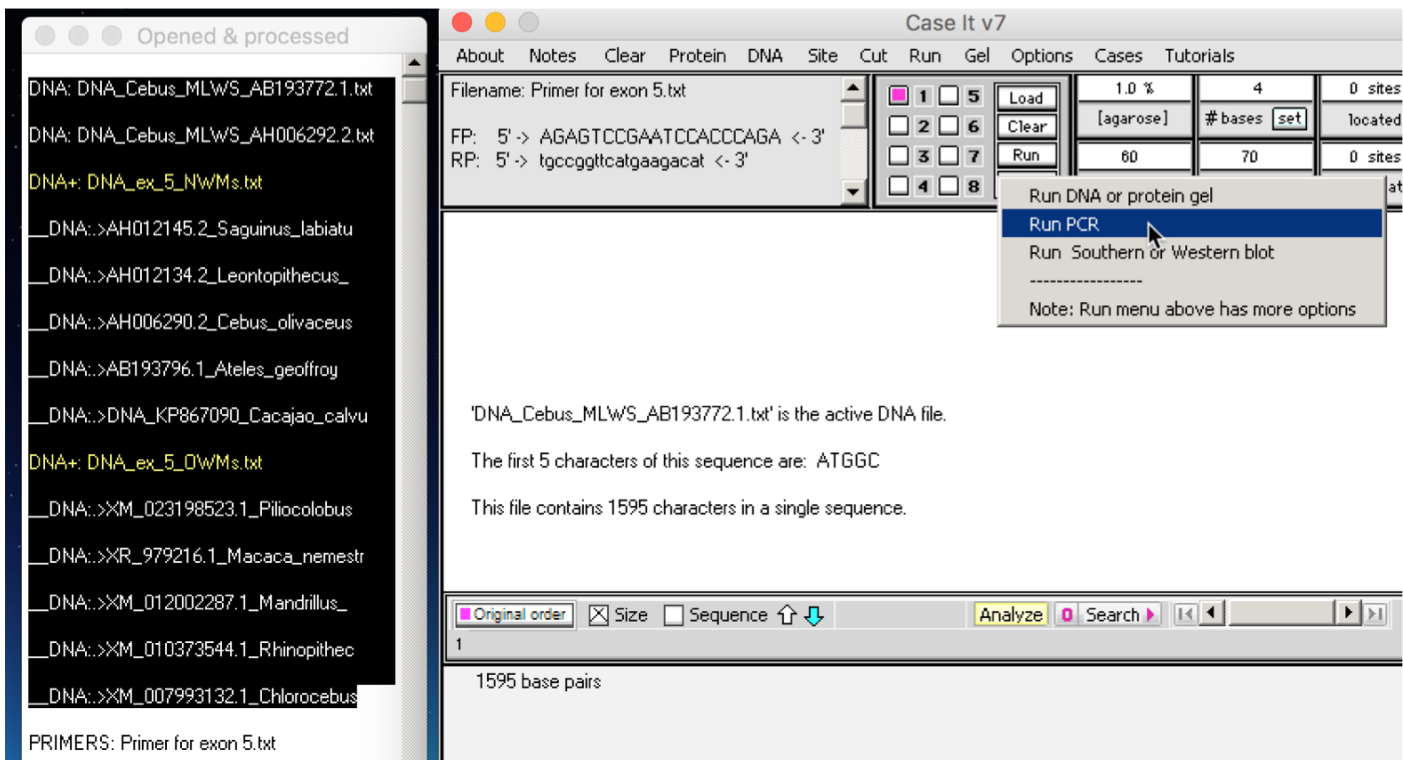 Opened & processed
DNA: DNA_Cebus_MLWS_AB193772.1.txt
DNA: DNA_Cebus_MLWS_AH006292.2.txt
DNA+: DNA_ex_5_NWMs.txt
__DNA:.>AH012145.2_Saguinus_labiatu
__DNA:.>AH012134.2_Leontopithecus_
__DNA:.>AH006290.2_Cebus_olivaceus
__DNA:.>AB193796.1_Ateles_geoffroy
__DNA:.>DNA_KP867090_Cacajao_calvu
DNA+: DNA_ex_5_OWMs.txt
__DNA:.>XM_023198523.1_Piliocolobus
__DNA:.>XR_979216.1_Macaca_nemestr
__DNA:.>XM_012002287.1_Mandrillus_
__DNA:.>XM_010373544.1_Rhinopithec
__DNA:.>XM_007993132.1_Chlorocebus
PRIMERS: Primer for exon 5.txt
Case It v7
About Notes Clear Protein DNA Site Cut Run Gel Options Cases Tutorials
Filename: Primer for exon 5.txt
FP: 5'-> AGAGTCCGAATCCACCCAGA <- 3'
RP: 5'-> tgccggttcatgaagacat <- 3'
1 5 Load
2 6 Clear
3 7 Run
4 8
1.0 % 4 0 sites
[agarose] # bases set located
60 70 0 sites
at
Run DNA or protein gel
Run PCR
Run Southern or Western blot
-----------------
Note: Run menu above has more options
'DNA_Cebus_MLWS_AB193772.1.txt' is the active DNA file.
The first 5 characters of this sequence are: ATGGC
This file contains 1595 characters in a single sequence.
Original order Size Sequence Analyze 0 Search
1
1595 base pairs